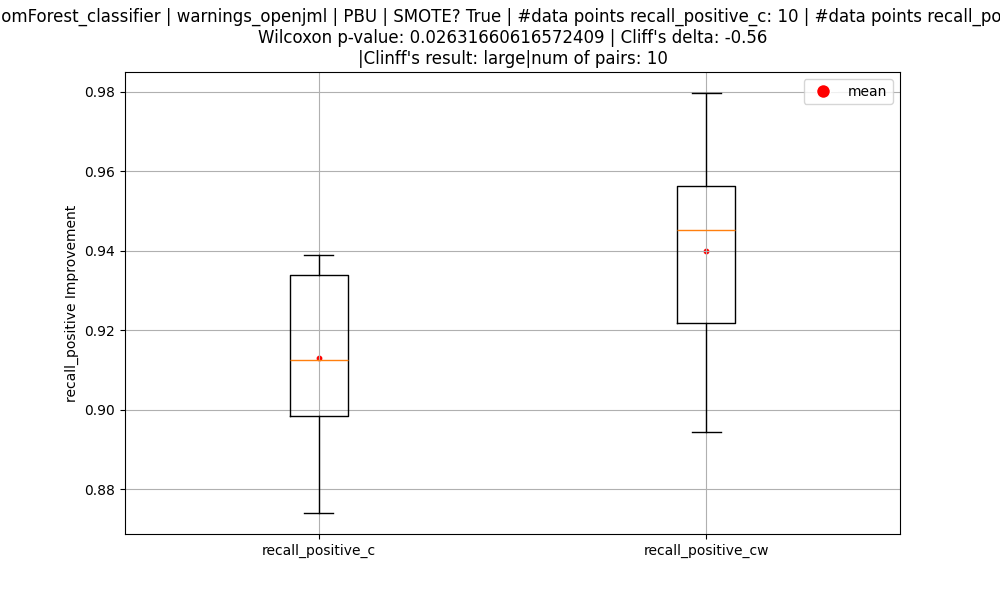 omForest_classifier | warnings_openjml | PBU | SMOTE? True | #data points recall_positive_c: 10 | #data points recall_po
Wilcoxon p-value: 0.02631660616572409 | Cliff's delta: -0.56
|Clinff's result: large|num of pairs: 10
mean
0.98
0.96
0.94
0.92
0.90
0.88
recall_positive Improvement
recall_positive_c
recall_positive_cw